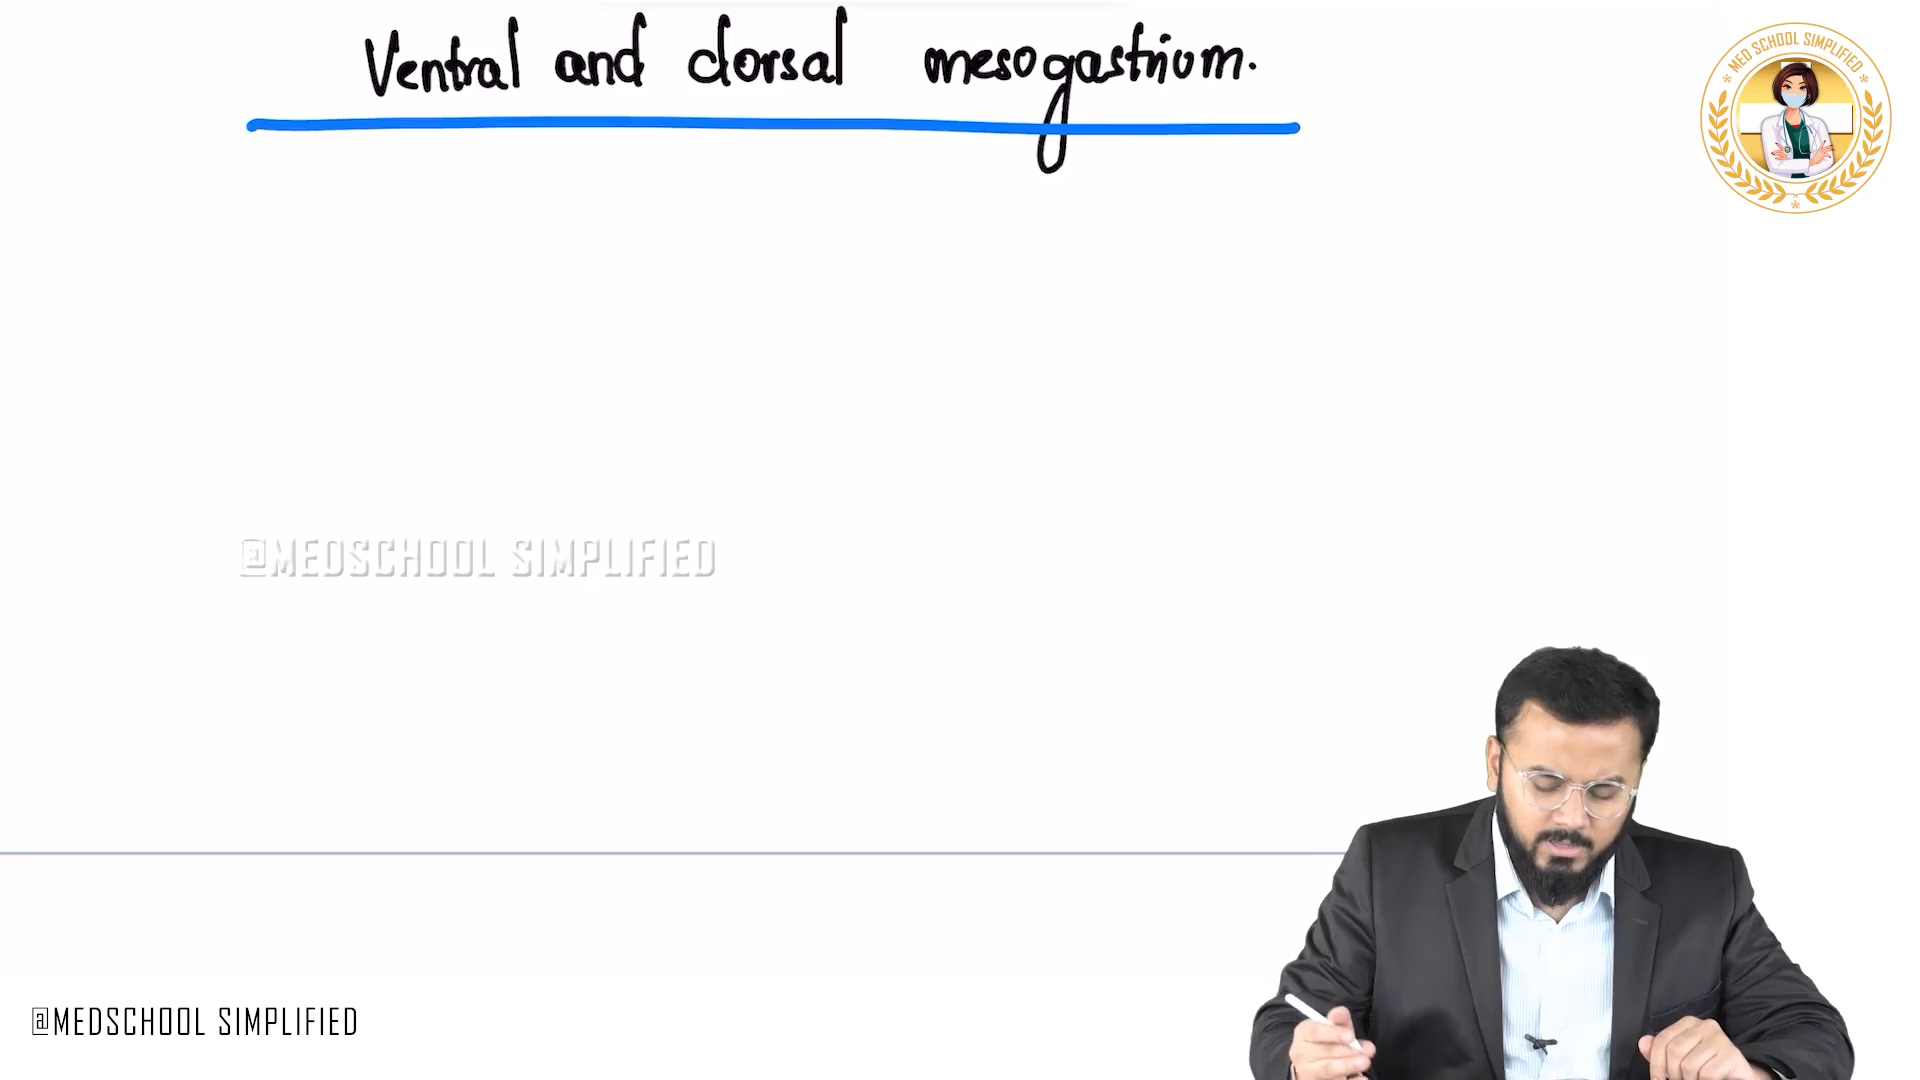 Ventral and dorsal mesogastrium.
MED SCHOOL SIMPLIFIED
@MEDSCHOOL SIMPLIFIED
@MEDSCHOOL SIMPLIFIED